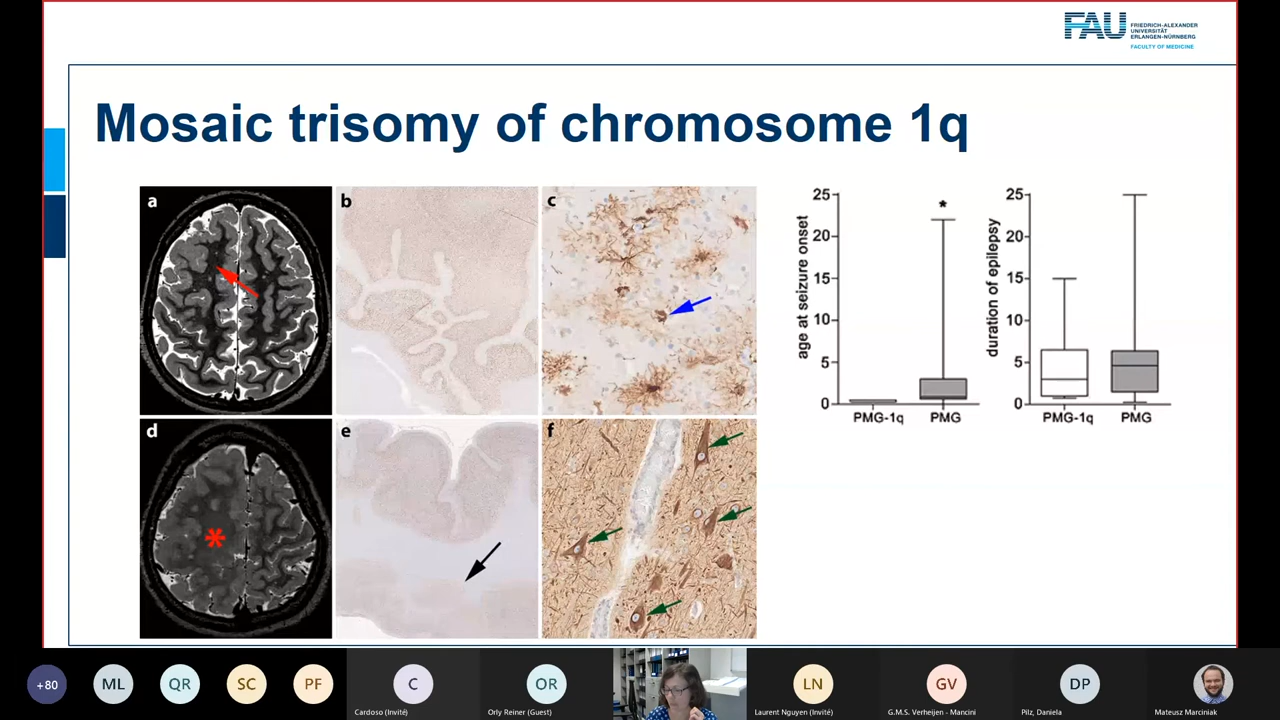 FAU
FRIEDRICH-ALEXANDER
UNIVERSITÄT
ERLANGEN-NÜRNBERG
FACULTY OF MEDICINE
Mosaic trisomy of chromosome 1q
a
b
c
d
e
f
*
age at seizure onset
25
20
15
10
5
0
*
PMG-1q
PMG
duration of epilepsy
25
20
15
10
5
0
PMG-1q
PMG
+80
ML
QR
SC
PF
C
Cardoso (Invité)
OR
Orly Reiner (Guest)
LN
Laurent Nguyen (Invité)
GV
G.M.S. Verheijen - Mancini
DP
Pilz, Daniela
Mateusz Marciniak